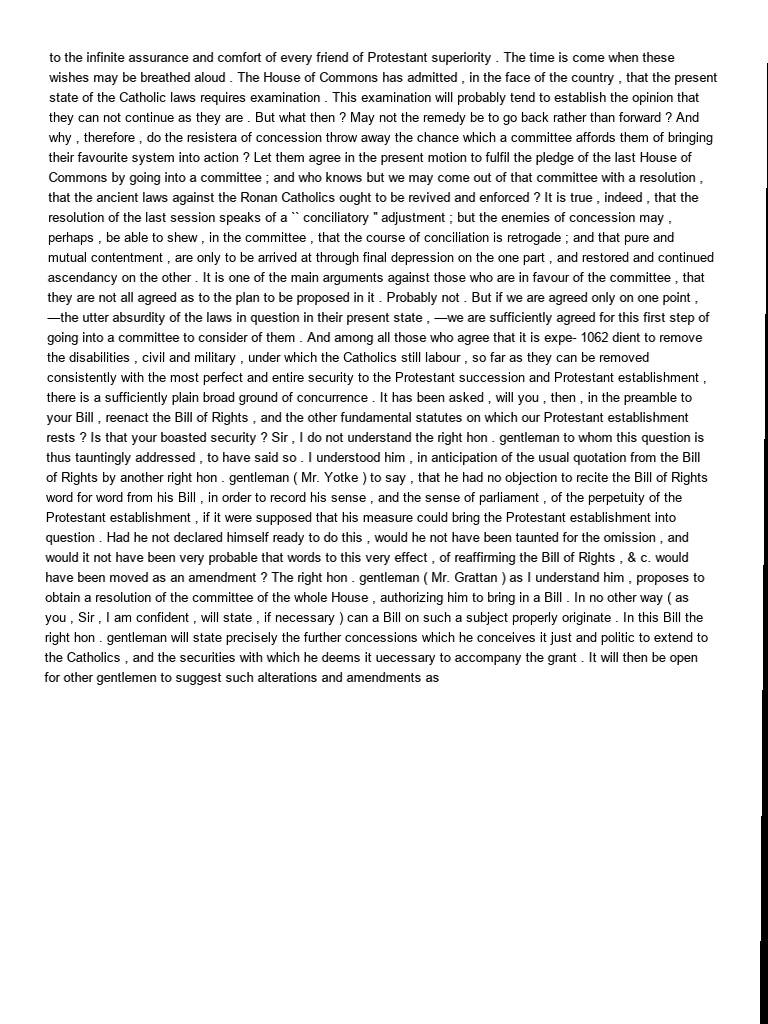 to the infinite assurance and comfort of every friend of Protestant superiority . The time is come when these
wishes may be breathed aloud . The House of Commons has admitted , in the face of the country , that the present
state of the Catholic laws requires examination . This examination will probably tend to establish the opinion that
they can not continue as they are . But what then ? May not the remedy be to go back rather than forward ? And
why , therefore , do the resistera of concession throw away the chance which a committee affords them of bringing
their favourite system into action ? Let them agree in the present motion to fulfil the pledge of the last House of
Commons by going into a committee ; and who knows but we may come out of that committee with a resolution ,
that the ancient laws against the Ronan Catholics ought to be revived and enforced ? It is true , indeed , that the
resolution of the last session speaks of a `` conciliatory '' adjustment ; but the enemies of concession may ,
perhaps , be able to shew , in the committee , that the course of conciliation is retrogade ; and that pure and
mutual contentment , are only to be arrived at through final depression on the one part , and restored and continued
ascendancy on the other . It is one of the main arguments against those who are in favour of the committee , that
they are not all agreed as to the plan to be proposed in it . Probably not . But if we are agreed only on one point ,
—the utter absurdity of the laws in question in their present state , —we are sufficiently agreed for this first step of
going into a committee to consider of them . And among all those who agree that it is expe- 1062 dient to remove
the disabilities , civil and military , under which the Catholics still labour , so far as they can be removed
consistently with the most perfect and entire security to the Protestant succession and Protestant establishment ,
there is a sufficiently plain broad ground of concurrence . It has been asked , will you , then , in the preamble to
your Bill , reenact the Bill of Rights , and the other fundamental statutes on which our Protestant establishment
rests ? Is that your boasted security ? Sir , I do not understand the right hon . gentleman to whom this question is
thus tauntingly addressed , to have said so . I understood him , in anticipation of the usual quotation from the Bill
of Rights by another right hon . gentleman ( Mr. Yotke ) to say , that he had no objection to recite the Bill of Rights
word for word from his Bill , in order to record his sense , and the sense of parliament , of the perpetuity of the
Protestant establishment , if it were supposed that his measure could bring the Protestant establishment into
question . Had he not declared himself ready to do this , would he not have been taunted for the omission , and
would it not have been very probable that words to this very effect , of reaffirming the Bill of Rights , & c. would
have been moved as an amendment ? The right hon . gentleman ( Mr. Grattan ) as I understand him , proposes to
obtain a resolution of the committee of the whole House , authorizing him to bring in a Bill . In no other way ( as
you , Sir , I am confident , will state , if necessary ) can a Bill on such a subject properly originate . In this Bill the
right hon . gentleman will state precisely the further concessions which he conceives it just and politic to extend to
the Catholics , and the securities with which he deems it uecessary to accompany the grant . It will then be open
for other gentlemen to suggest such alterations and amendments as